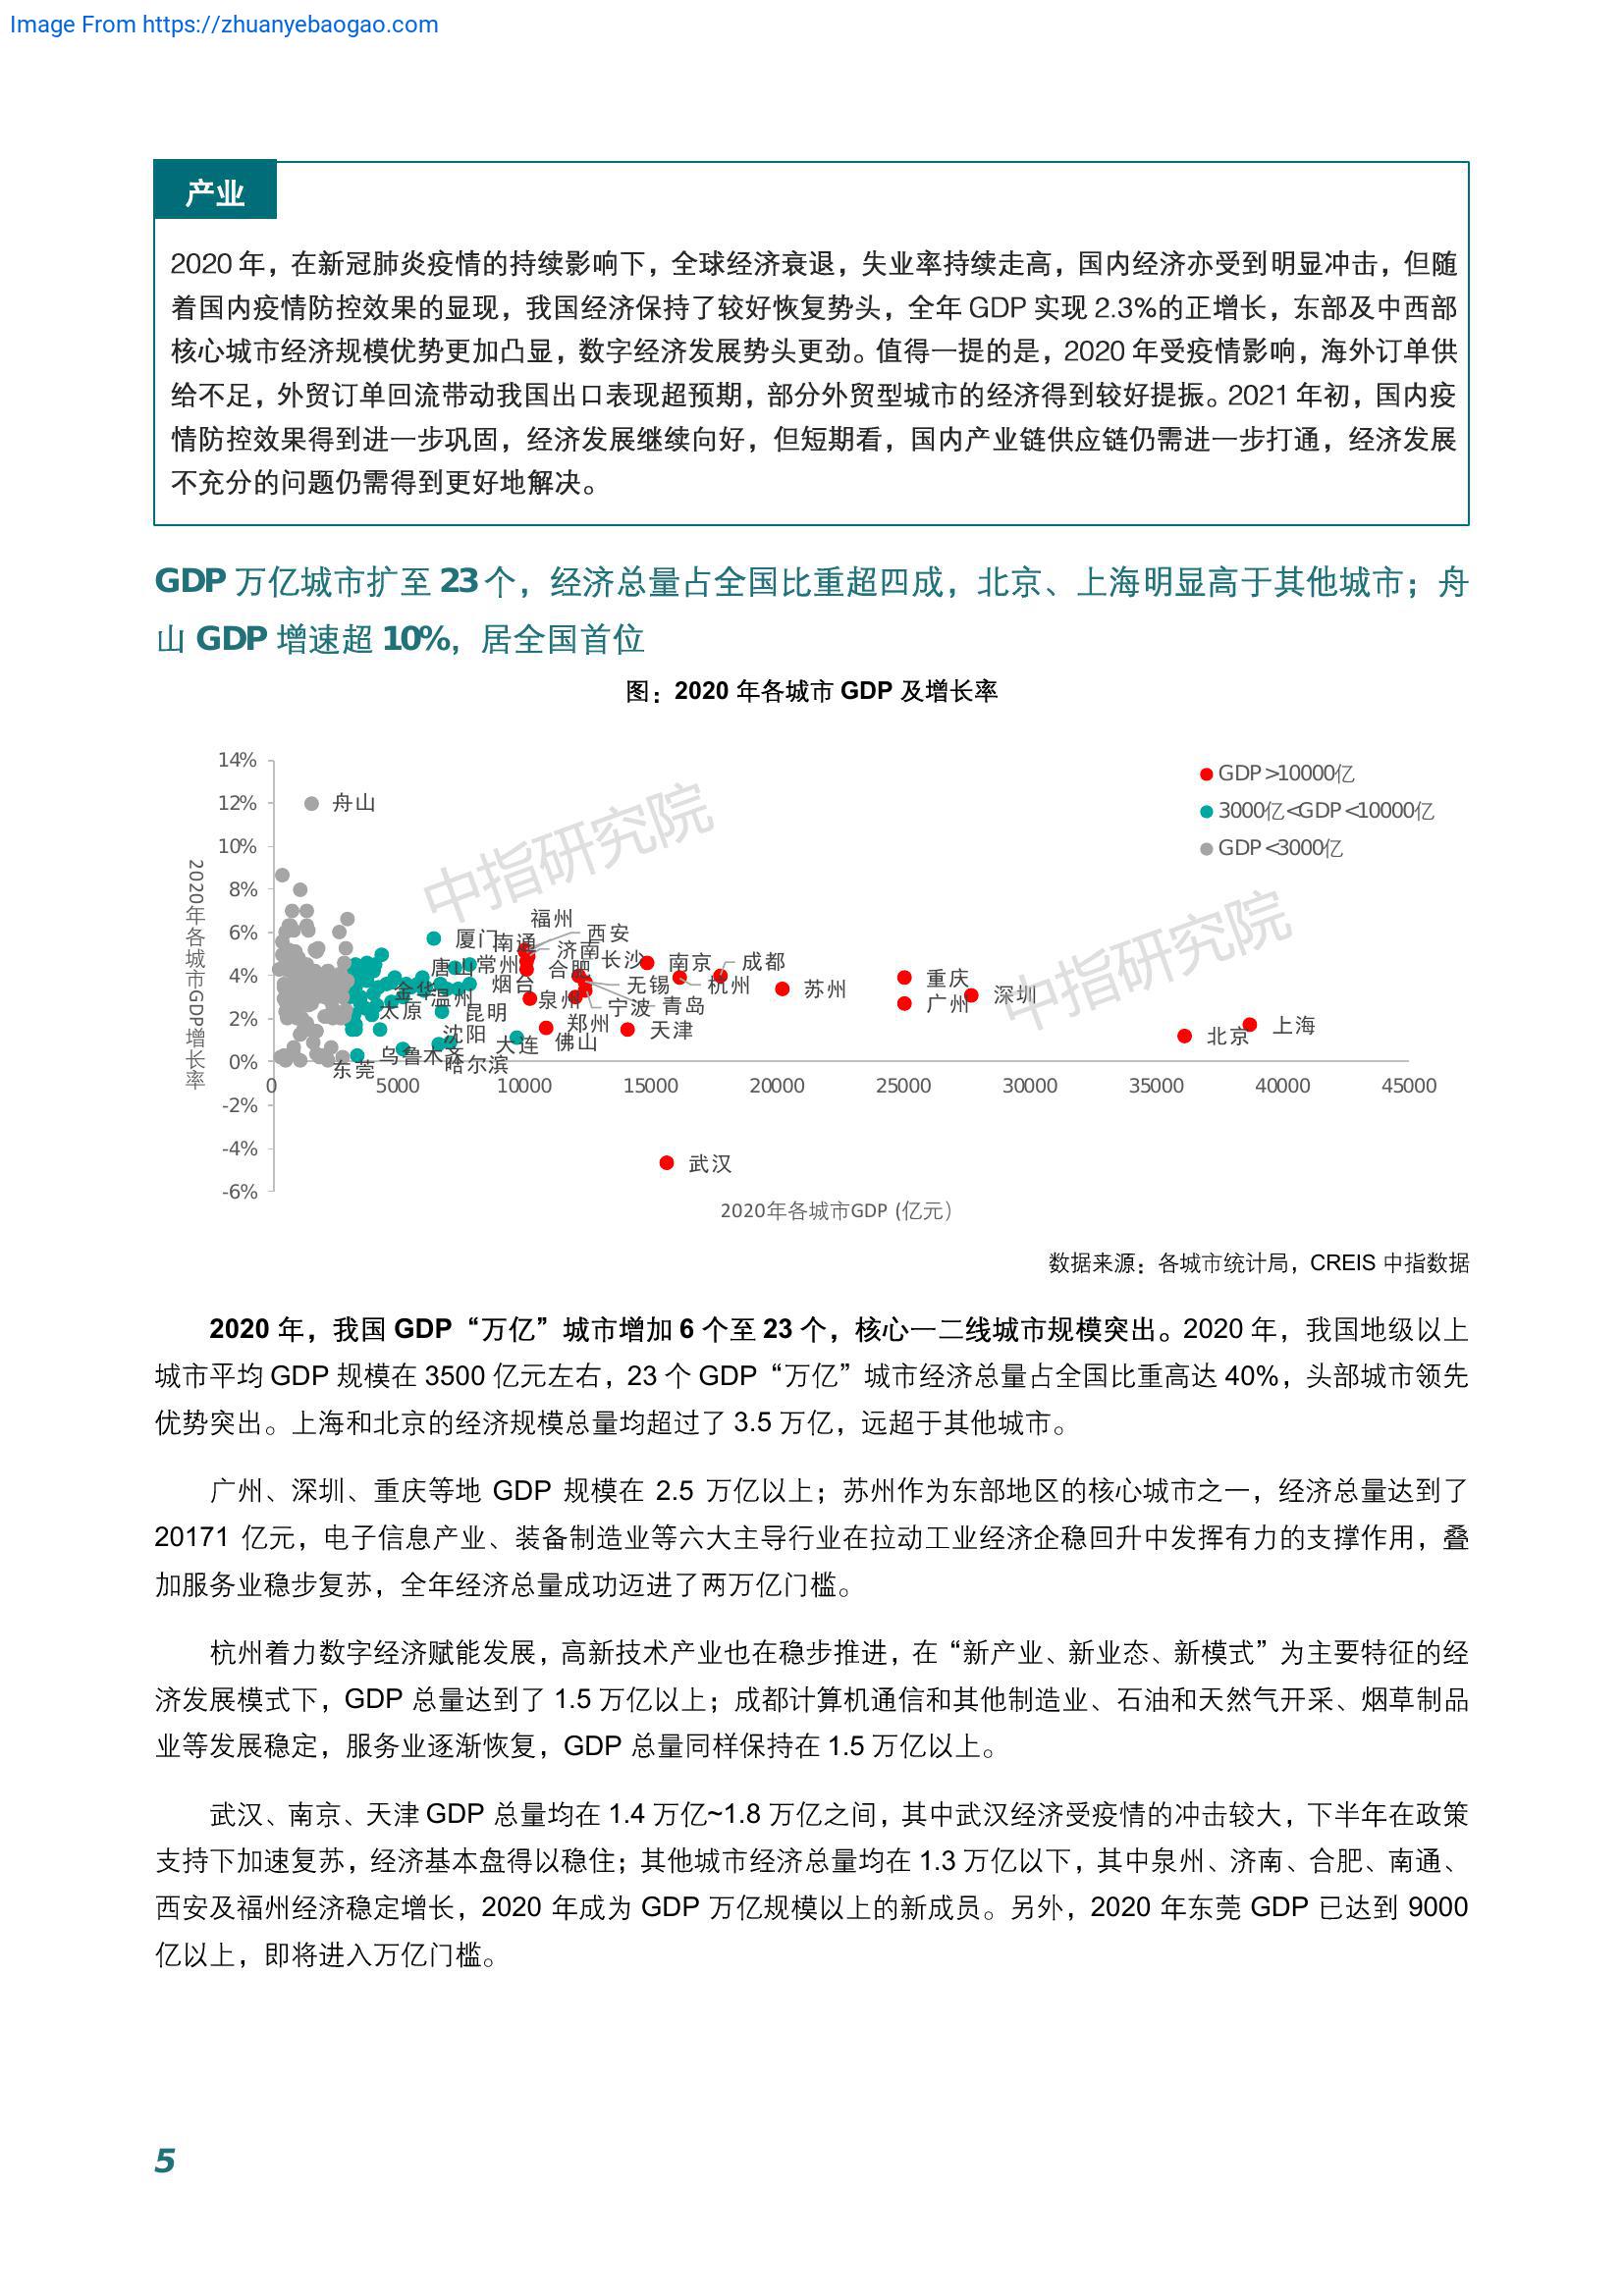 Image From https://zhuanyebaogao.com
产业
2020 年，在新冠肺炎疫情的持续影响下，全球经济衰退，失业率持续走高，国内经济亦受到明显冲击，但随
着国内疫情防控效果的显现，我国经济保持了较好恢复势头，全年 GDP 实现 2.3%的正增长，东部及中西部
核心城市经济规模优势更加凸显，数字经济发展势头更劲。值得一提的是，2020 年受疫情影响，海外订单供
给不足，外贸订单回流带动我国出口表现超预期，部分外贸型城市的经济得到较好提振。2021 年初，国内疫
情防控效果得到进一步巩固，经济发展继续向好，但短期看，国内产业链供应链仍需进一步打通，经济发展
不充分的问题仍需得到更好地解决。
GDP 万亿城市扩至 23 个，经济总量占全国比重超四成，北京、上海明显高于其他城市；舟
山 GDP 增速超 10%，居全国首位
图：2020 年各城市 GDP 及增长率
14%
12%
10%
8%
6%
4%
2%
0%
-2%
-4%
-6%
2020年各城市GDP增长率
GDP >10000亿
3000亿<GDP <10000亿
GDP <3000亿
中指研究院
中指研究院
舟山
福州
厦门
南通
西安
济南
唐山
常州
合肥
长沙
南京
成都
重庆
金华
温州
烟台
无锡
杭州
苏州
深圳
太原
昆明
泉州
宁波
青岛
广州
沈阳
郑州
天津
北京
上海
乌鲁木齐
大连
佛山
东莞
哈尔滨
0
5000
10000
15000
20000
25000
30000
35000
40000
45000
武汉
2020年各城市GDP (亿元）
数据来源：各城市统计局，CREIS 中指数据
2020 年，我国 GDP“万亿”城市增加 6 个至 23 个，核心一二线城市规模突出。2020 年，我国地级以上
城市平均 GDP 规模在 3500 亿元左右，23 个 GDP“万亿”城市经济总量占全国比重高达 40%，头部城市领先
优势突出。上海和北京的经济规模总量均超过了 3.5 万亿，远超于其他城市。
广州、深圳、重庆等地 GDP 规模在 2.5 万亿以上；苏州作为东部地区的核心城市之一，经济总量达到了
20171 亿元，电子信息产业、装备制造业等六大主导行业在拉动工业经济企稳回升中发挥有力的支撑作用，叠
加服务业稳步复苏，全年经济总量成功迈进了两万亿门槛。
杭州着力数字经济赋能发展，高新技术产业也在稳步推进，在“新产业、新业态、新模式”为主要特征的经
济发展模式下，GDP 总量达到了 1.5 万亿以上；成都计算机通信和其他制造业、石油和天然气开采、烟草制品
业等发展稳定，服务业逐渐恢复，GDP 总量同样保持在 1.5 万亿以上。
武汉、南京、天津 GDP 总量均在 1.4 万亿~1.8 万亿之间，其中武汉经济受疫情的冲击较大，下半年在政策
支持下加速复苏，经济基本盘得以稳住；其他城市经济总量均在 1.3 万亿以下，其中泉州、济南、合肥、南通、
西安及福州经济稳定增长，2020 年成为 GDP 万亿规模以上的新成员。另外，2020 年东莞 GDP 已达到 9000
亿以上，即将进入万亿门槛。
5